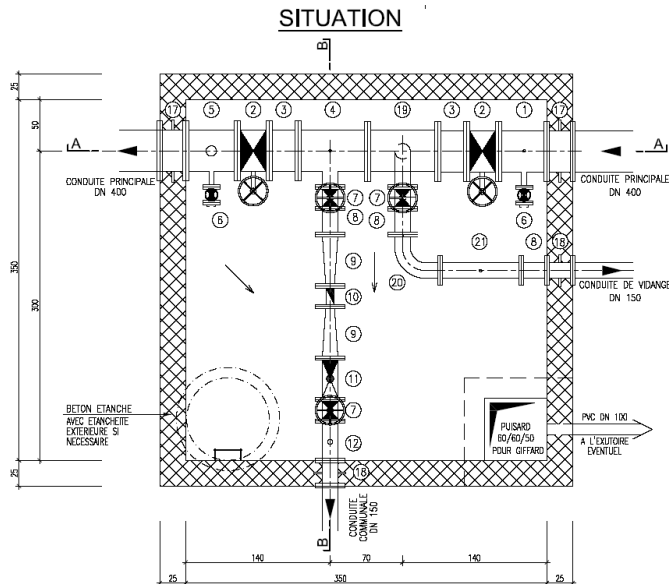 SITUATION
B
25
17
5
2
3
4
19
3
2
1
17
50
A
A
CONDUITE PRINCIPALE
DN 400
CONDUITE PRINCIPALE
DN 400
6
7
7
6
8
8
21
8
18
9
350
300
10
20
CONDUITE DE VIDANGE
DN 150
9
11
BETON ETANCHE
AVEC ETANCHEITE
EXTERIEURE SI
NECESSAIRE
7
PUISARD
60/60/50
POUR GIFFARD
PVC DN 100
A L'EXUTOIRE
EVENTUEL
12
18
25
CONDUITE
COMMUNALE
DN 150
B
140
70
140
25
350
25